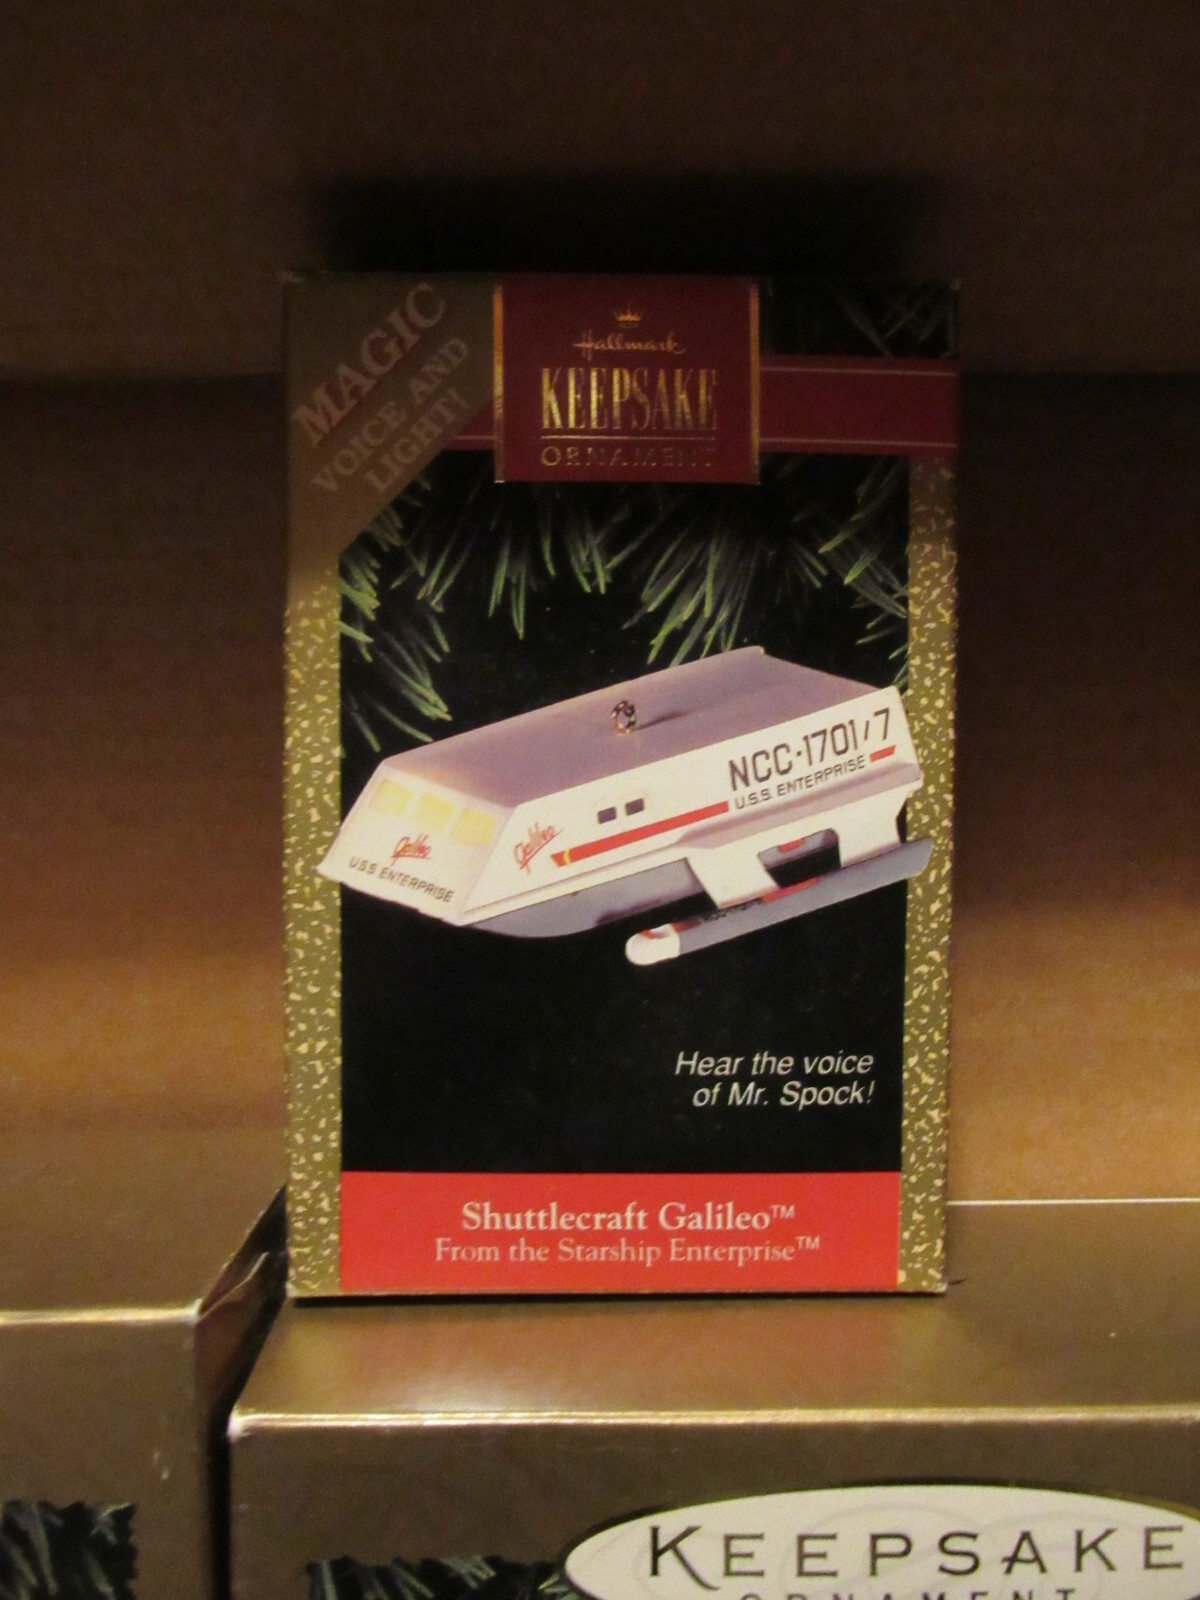 MAGIC
VOICE AND
LIGHT!
Hallmark
KEEPSAKE
ORNAMENT
NCC-1701/7
U.S.S. ENTERPRISE
Galileo
Galileo
U.S.S. ENTERPRISE
Hear the voice
of Mr. Spock!
Shuttlecraft Galileo™
From the Starship Enterprise™
KEEPSAKE
ORNAMENT